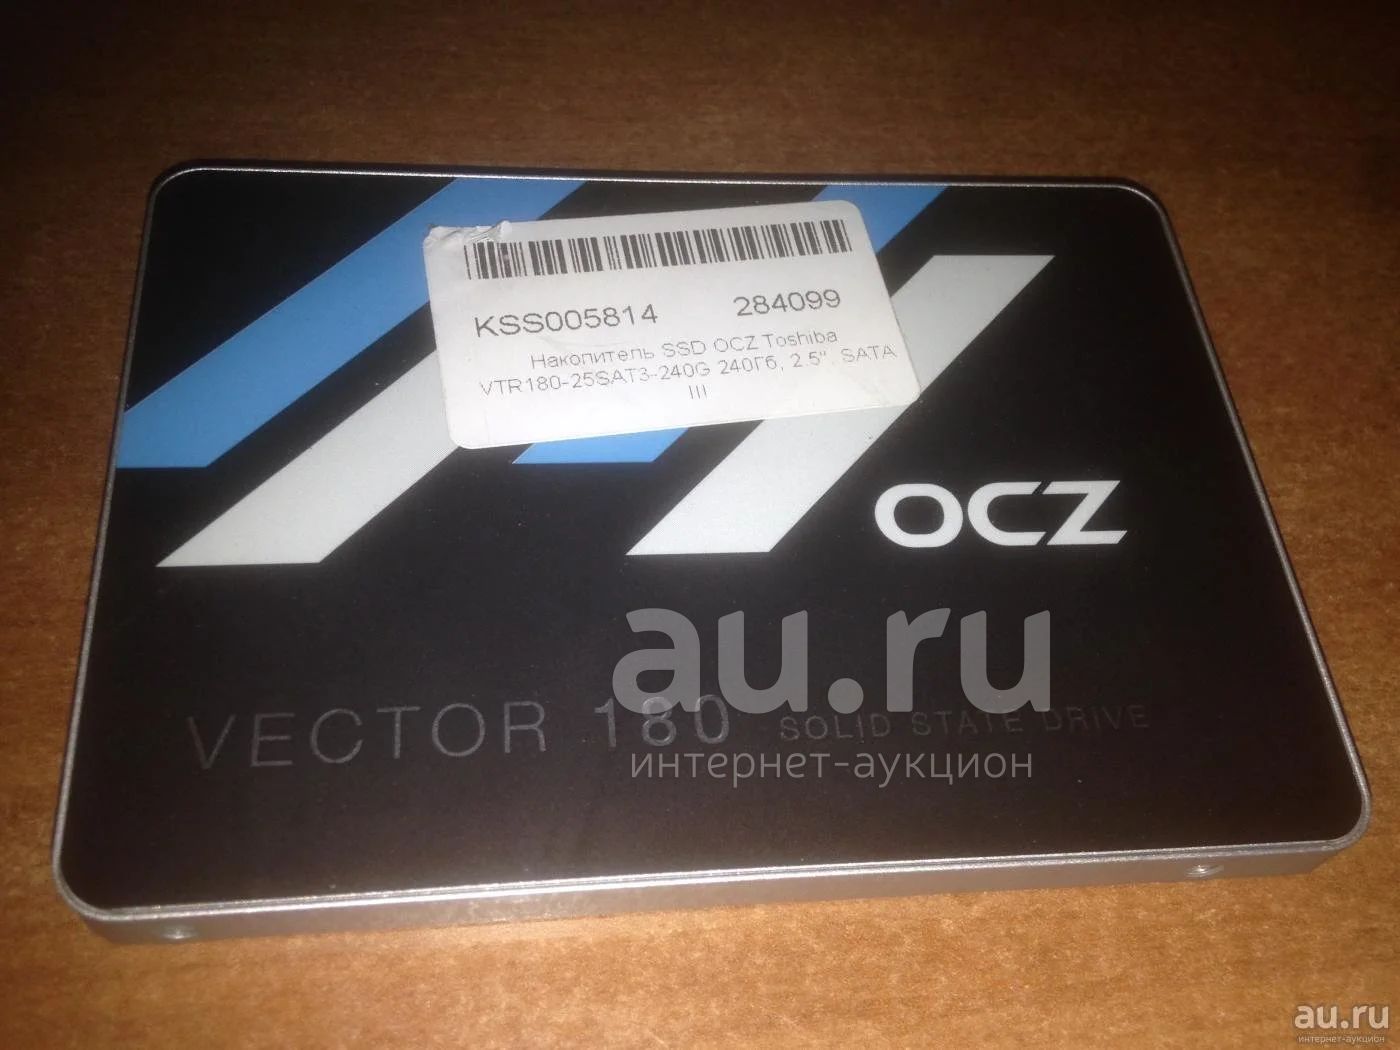 KSS005814 284099
Накопитель SSD OCZ Toshiba
VTR180-25SAT3-240G 240Гб, 2.5", SATA
III
OCZ
au.ru
VECTOR 180 SOLID STATE DRIVE
интернет-аукцион
au.ru
интернет-аукцион